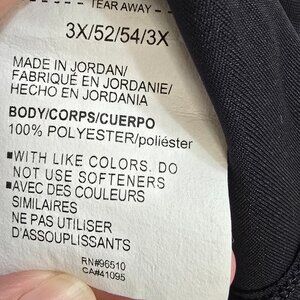 TEAR AWAY
3X/52/54/3X
MADE IN JORDAN/
FABRIQUÉ EN JORDANIE/
HECHO EN JORDANIA
BODY/CORPS/CUERPO
100% POLYESTER/poliéster
■WITH LIKE COLORS. DO
NOT USE SOFTENERS
■AVEC DES COULEURS
SIMILAIRES
NE PAS UTILISER
D'ASSOUPLISSANTS
RN#96510
CA#41095